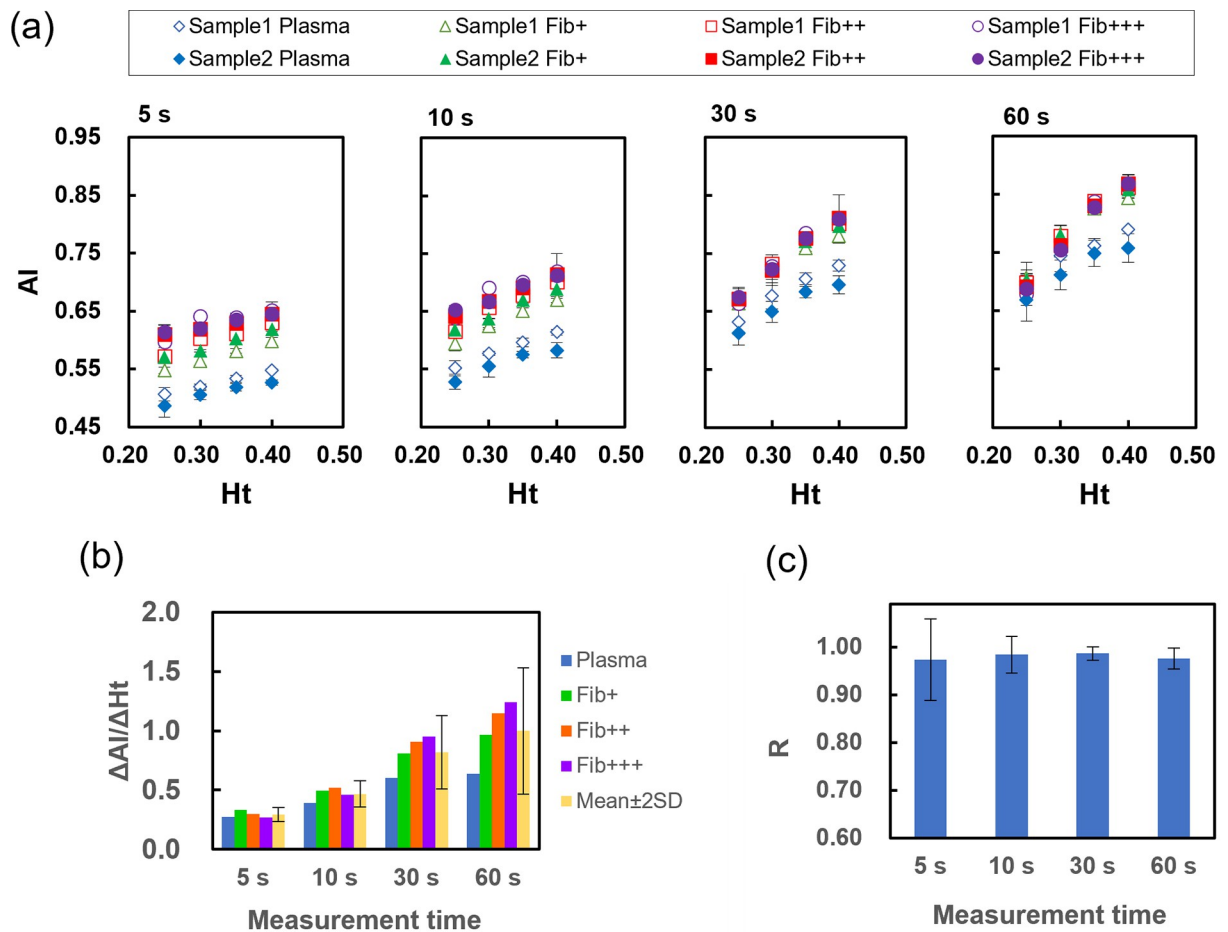 (a)
Sample1 Plasma Sample1 Fib+ Sample1 Fib++ Sample1 Fib+++
Sample2 Plasma Sample2 Fib+ Sample2 Fib++ Sample2 Fib+++
5 s 10 s 30 s 60 s
0.95
0.85
0.75
0.65
0.55
0.45
AI
0.20 0.30 0.40 0.50 0.20 0.30 0.40 0.50 0.20 0.30 0.40 0.50 0.20 0.30 0.40 0.50
Ht Ht Ht Ht
(b)
2.0
1.5
1.0
0.5
0.0
ΔAI/ΔHt
Plasma
Fib+
Fib++
Fib+++
Mean±2SD
5 s 10 s 30 s 60 s
Measurement time
(c)
1.00
0.90
0.80
0.70
0.60
R
5 s 10 s 30 s 60 s
Measurement time